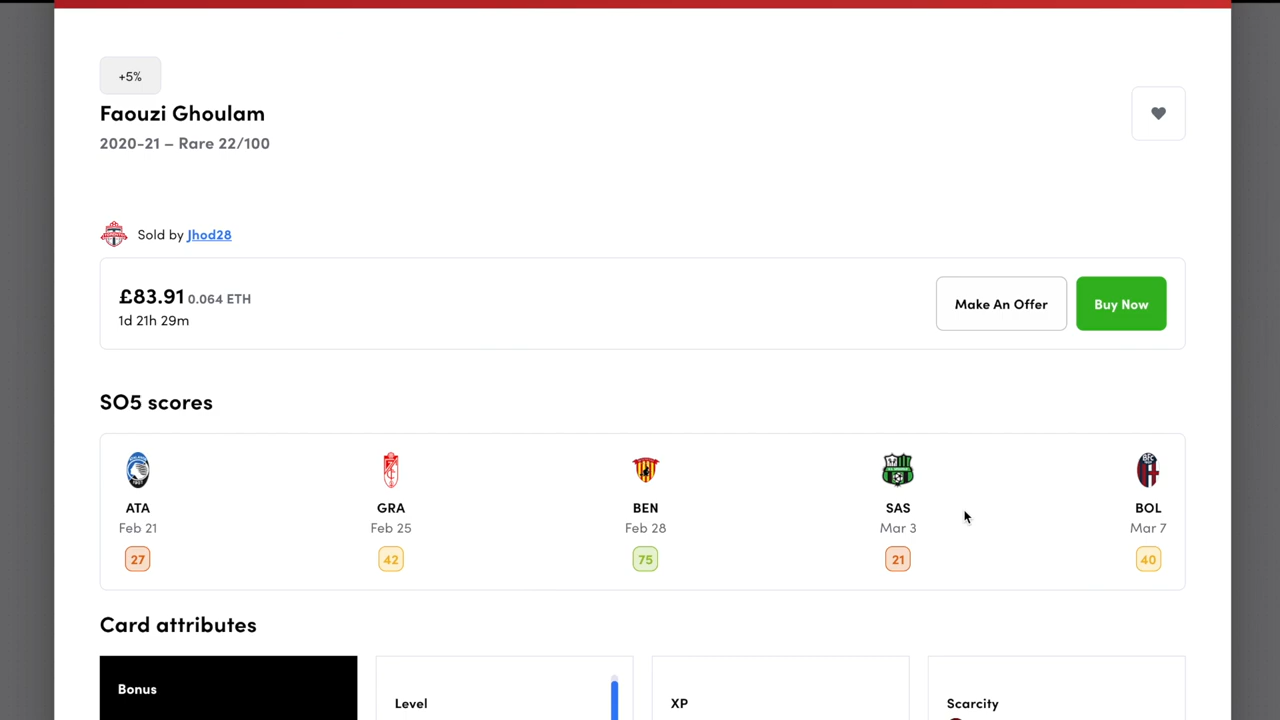 +5%
Faouzi Ghoulam
2020-21 – Rare 22/100
Sold by Jhod28
£83.91 0.064 ETH
1d 21h 29m
Make An Offer
Buy Now
SO5 scores
ATA
Feb 21
27
GRA
Feb 25
42
BEN
Feb 28
75
SAS
Mar 3
21
BOL
Mar 7
40
Card attributes
Bonus
Level
XP
Scarcity